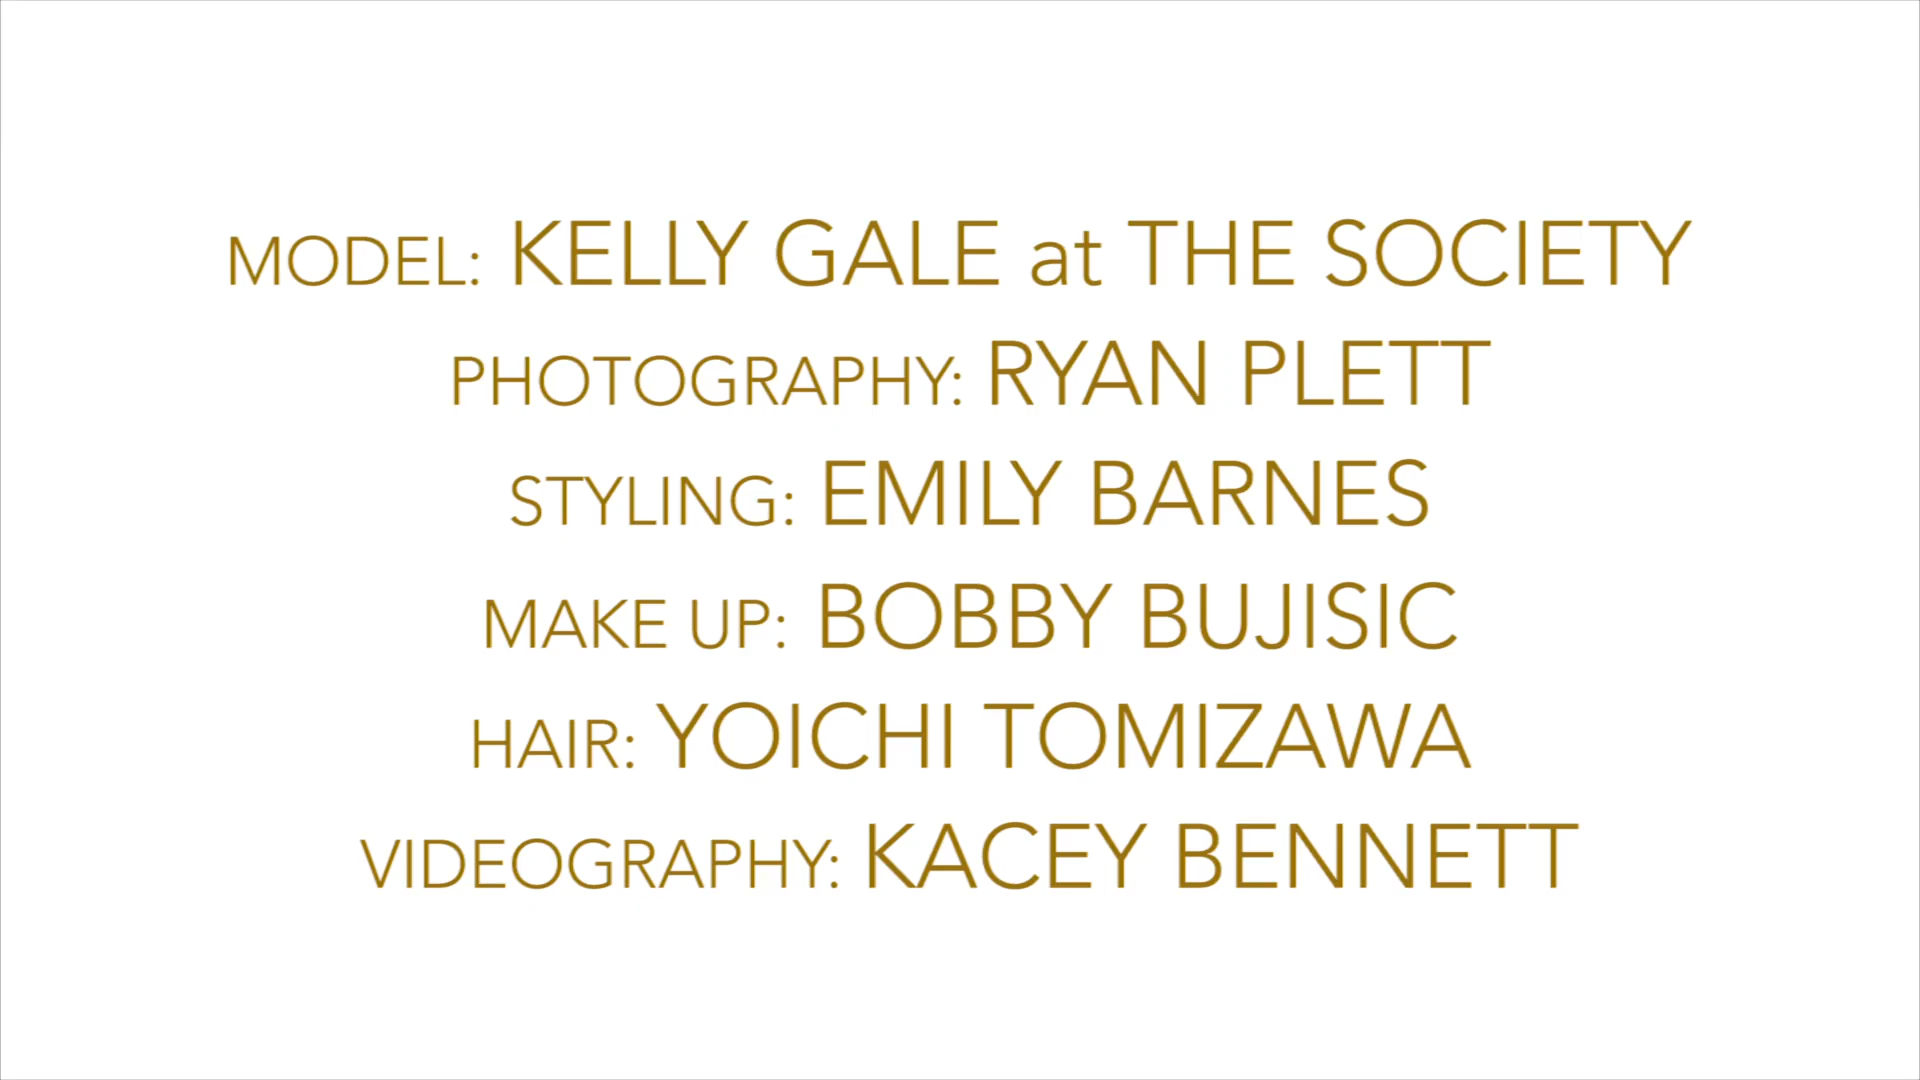 MODEL: KELLY GALE at THE SOCIETY
PHOTOGRAPHY: RYAN PLETT
STYLING: EMILY BARNES
MAKE UP: BOBBY BUJISIC
HAIR: YOICHI TOMIZAWA
VIDEOGRAPHY: KACEY BENNETT